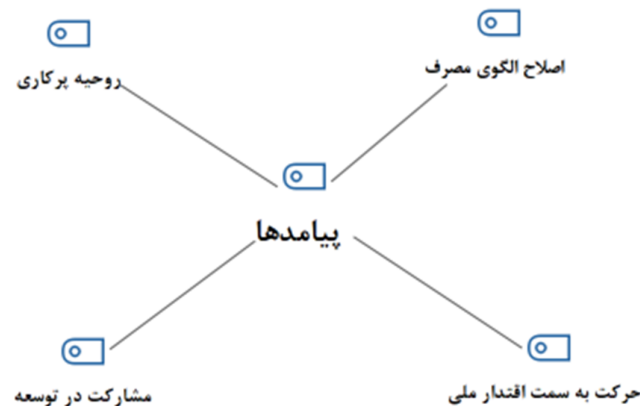 اصلاح الگوی مصرف
روحیه پرکاری
پیامدها
حرکت به سمت اقتدار ملی
مشارکت در توسعه